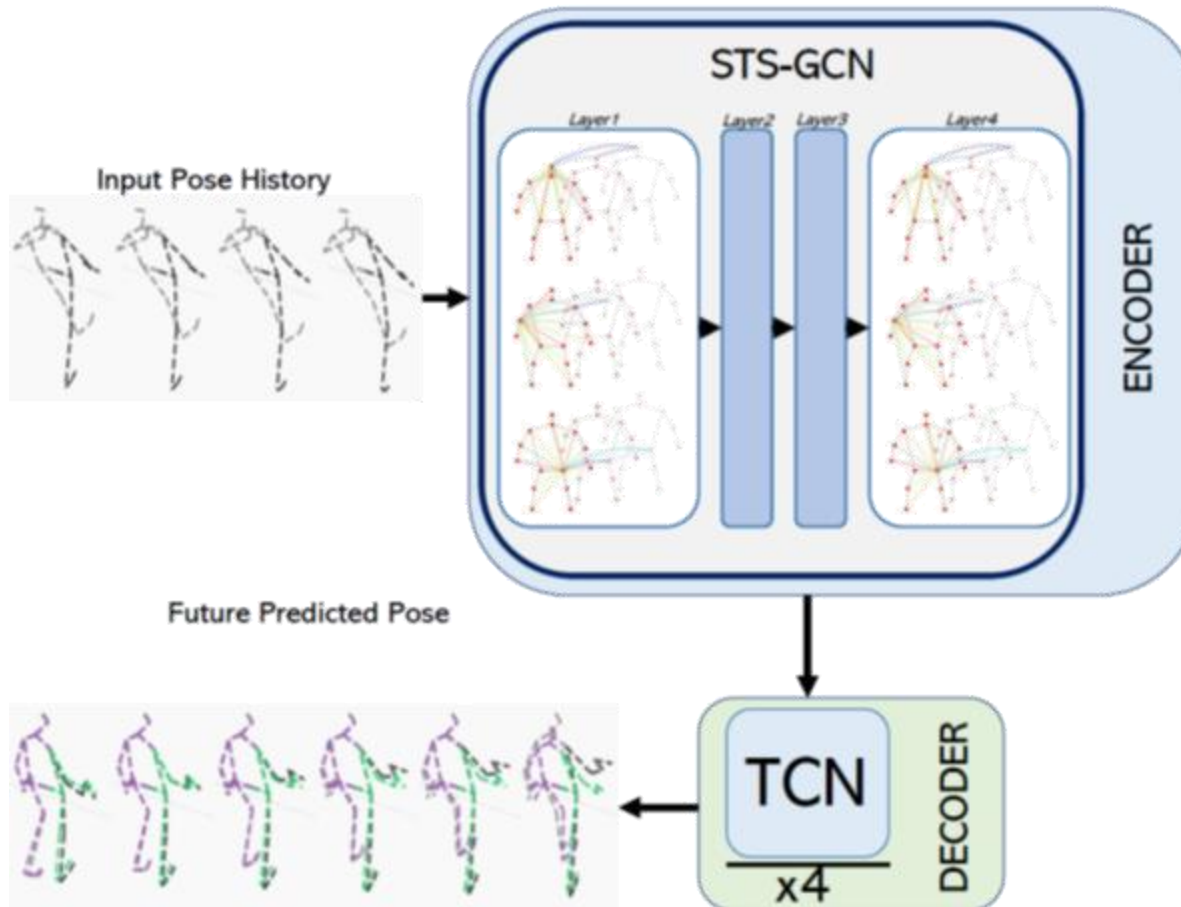 STS-GCN
Layer1
Layer2
Layer3
Layer4
Input Pose History
ENCODER
Future Predicted Pose
TCN
x4
DECODER